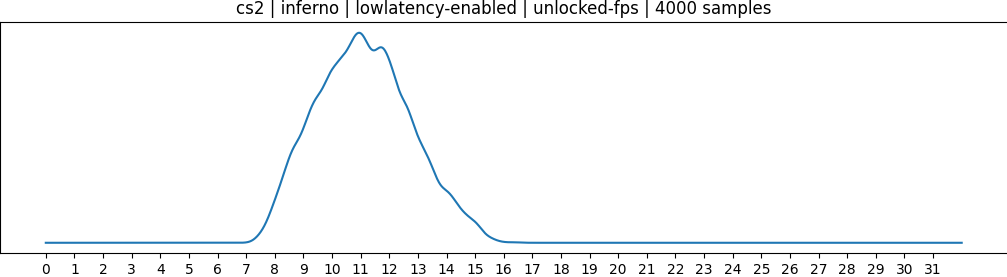 cs2 | inferno | lowlatency-enabled | unlocked-fps | 4000 samples
0 1 2 3 4 5 6 7 8 9 10 11 12 13 14 15 16 17 18 19 20 21 22 23 24 25 26 27 28 29 30 31